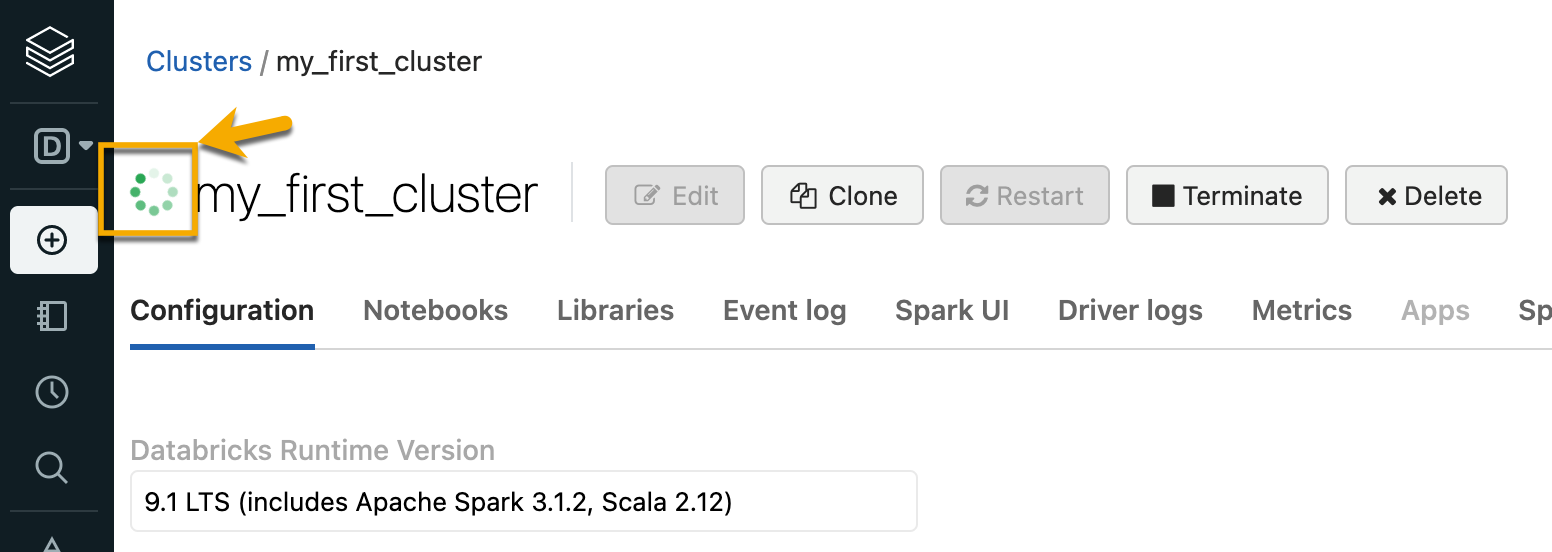 Clusters / my_first_cluster
D
my_first_cluster Edit Clone Restart Terminate Delete
Configuration Notebooks Libraries Event log Spark UI Driver logs Metrics Apps Sp
Databricks Runtime Version
9.1 LTS (includes Apache Spark 3.1.2, Scala 2.12)